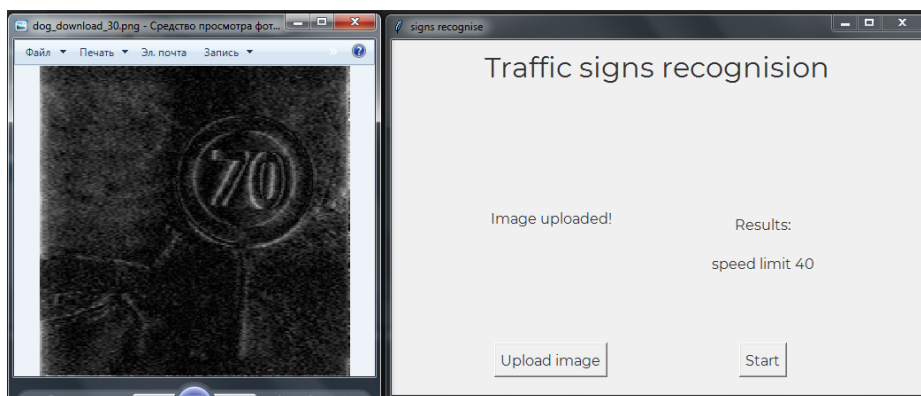 dog_download_30.png - Средство просмотра фот...
Файл Печать Эл. почта Запись
70
signs recognise
Traffic signs recognision
Image uploaded!
Results:
speed limit 40
Upload image
Start